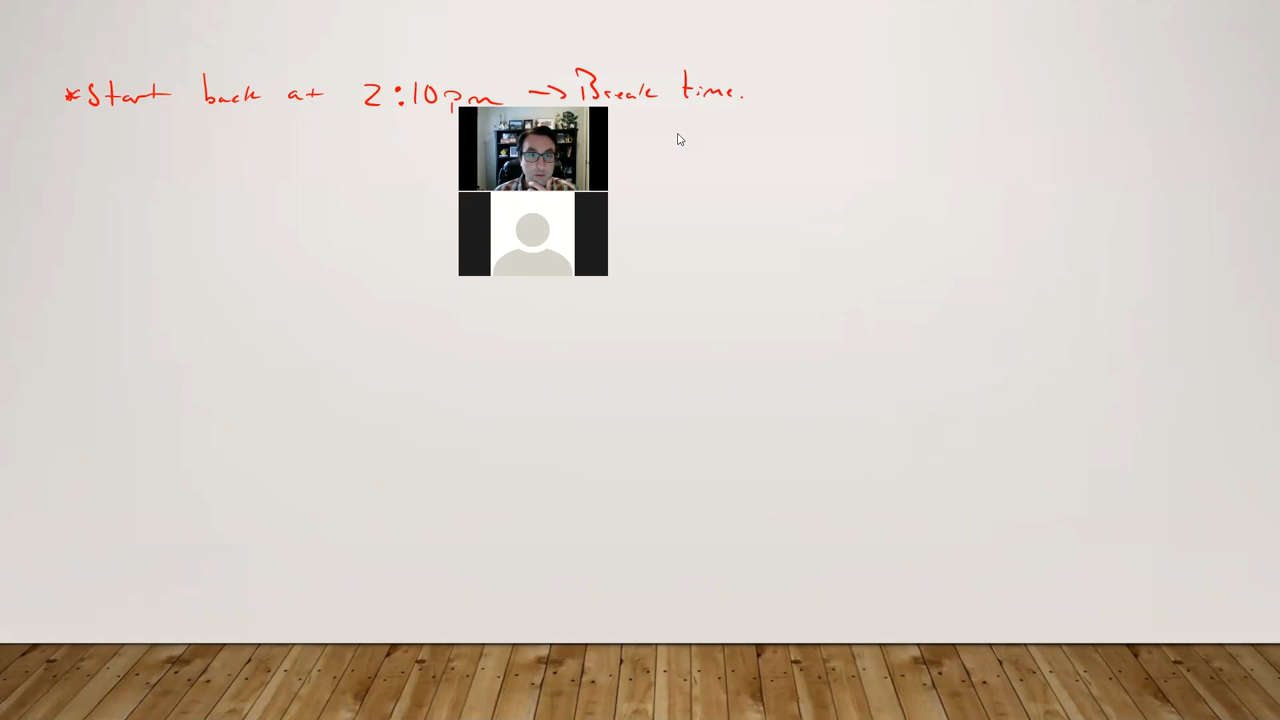 *Start back at 2:10pm → Break time.